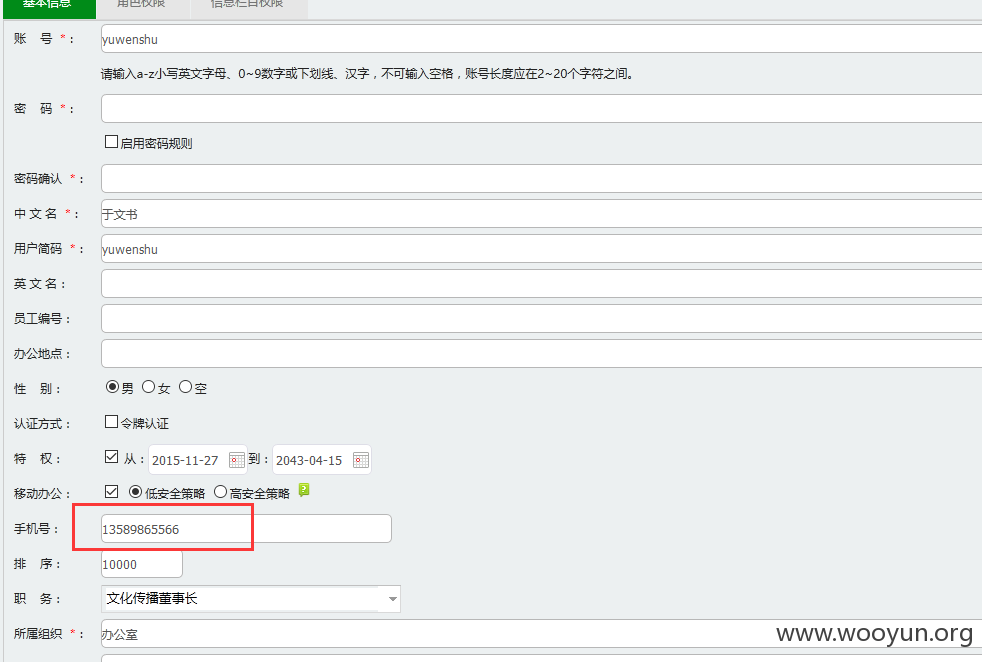 基本信息 角色权限 信息栏目权限
账 号 *： yuwenshu
请输入a-z小写英文字母、0~9数字或下划线、汉字，不可输入空格，账号长度应在2~20个字符之间。
密 码 *：
启用密码规则
密码确认 *：
中 文 名 *： 于文书
用户简码 *： yuwenshu
英 文 名：
员工编号：
办公地点：
性 别： 男 女 空
认证方式： 令牌认证
特 权： 从： 2015-11-27 到： 2043-04-15
移动办公： 低安全策略 高安全策略 ?
手机号： 13589865566
排 序： 10000
职 务： 文化传播董事长
所属组织 *： 办公室
www.wooyun.org